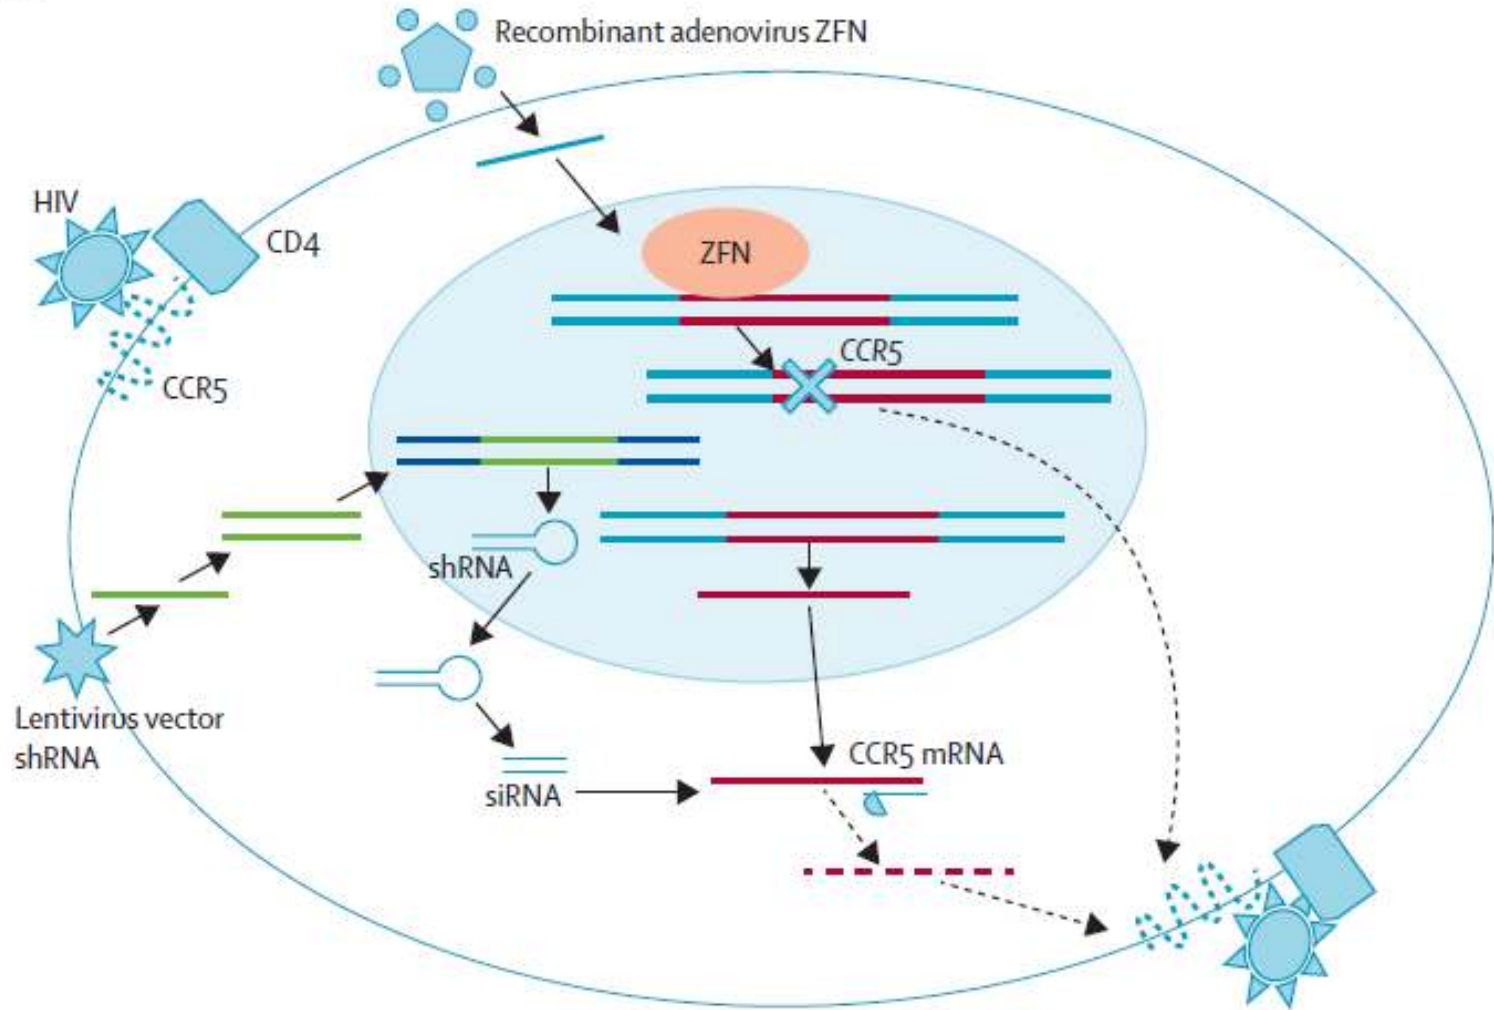 Recombinant adenovirus ZFN
HIV
CD4
ZFN
CCR5
CCR5
shRNA
Lentivirus vector
shRNA
CCR5 mRNA
siRNA